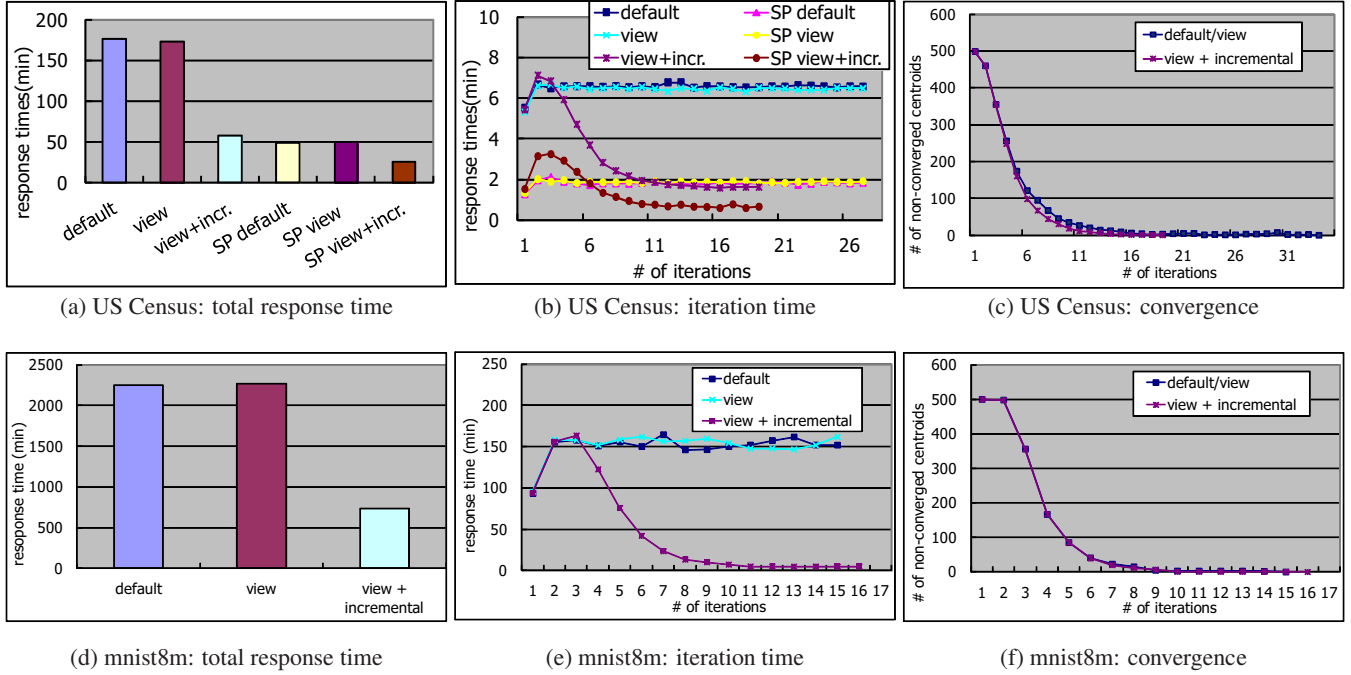 200
150
100
50
0
response times(min)
default
view
view+incr.
SP default
SP view
SP view+incr.
(a) US Census: total response time
default
SP default
view
SP view
view+incr.
SP view+incr.
10
8
6
4
2
0
response times(min)
1 6 11 16 21 26
# of iterations
(b) US Census: iteration time
600
500
400
300
200
100
0
# of non-converged centroids
default/view
view + incremental
1 6 11 16 21 26 31
# of iterations
(c) US Census: convergence
2500
2000
1500
1000
500
0
resoponse time (min)
default
view
view +
incremental
(d) mnist8m: total response time
250
200
150
100
50
0
response time (min)
default
view
view + incremental
1 2 3 4 5 6 7 8 9 10 11 12 13 14 15 16 17
# of iterations
(e) mnist8m: iteration time
600
500
400
300
200
100
0
# of non-converged centroids
default/view
view + incremental
1 2 3 4 5 6 7 8 9 10 11 12 13 14 15 16 17
# of iterations
(f) mnist8m: convergence